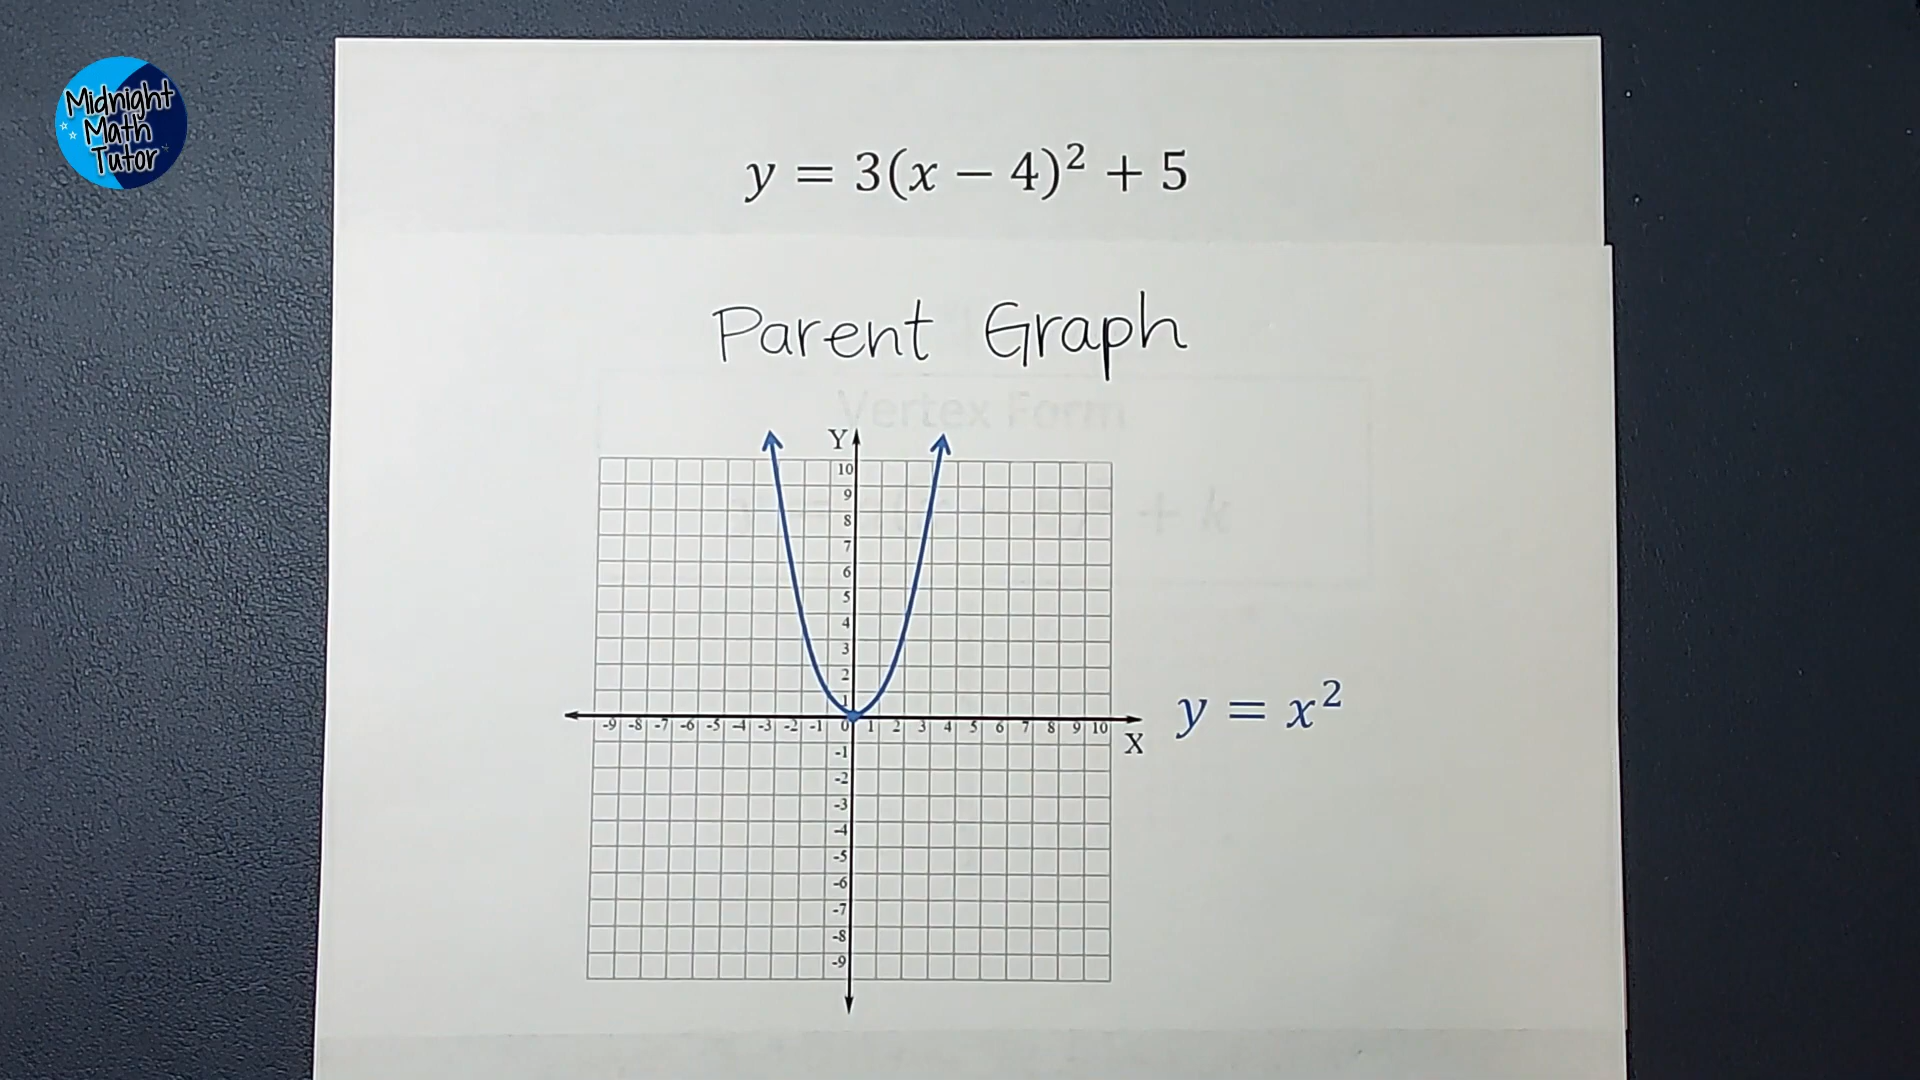 Midnight
Math
Tutor
y = 3(x − 4)² + 5
Parent Graph
Vertex Form
+ k
Y
10
9
8
7
6
5
4
3
2
1
-9 -8 -7 -6 -5 -4 -3 -2 -1 0 1 2 3 4 5 6 7 8 9 10
X
y = x²
-1
-2
-3
-4
-5
-6
-7
-8
-9